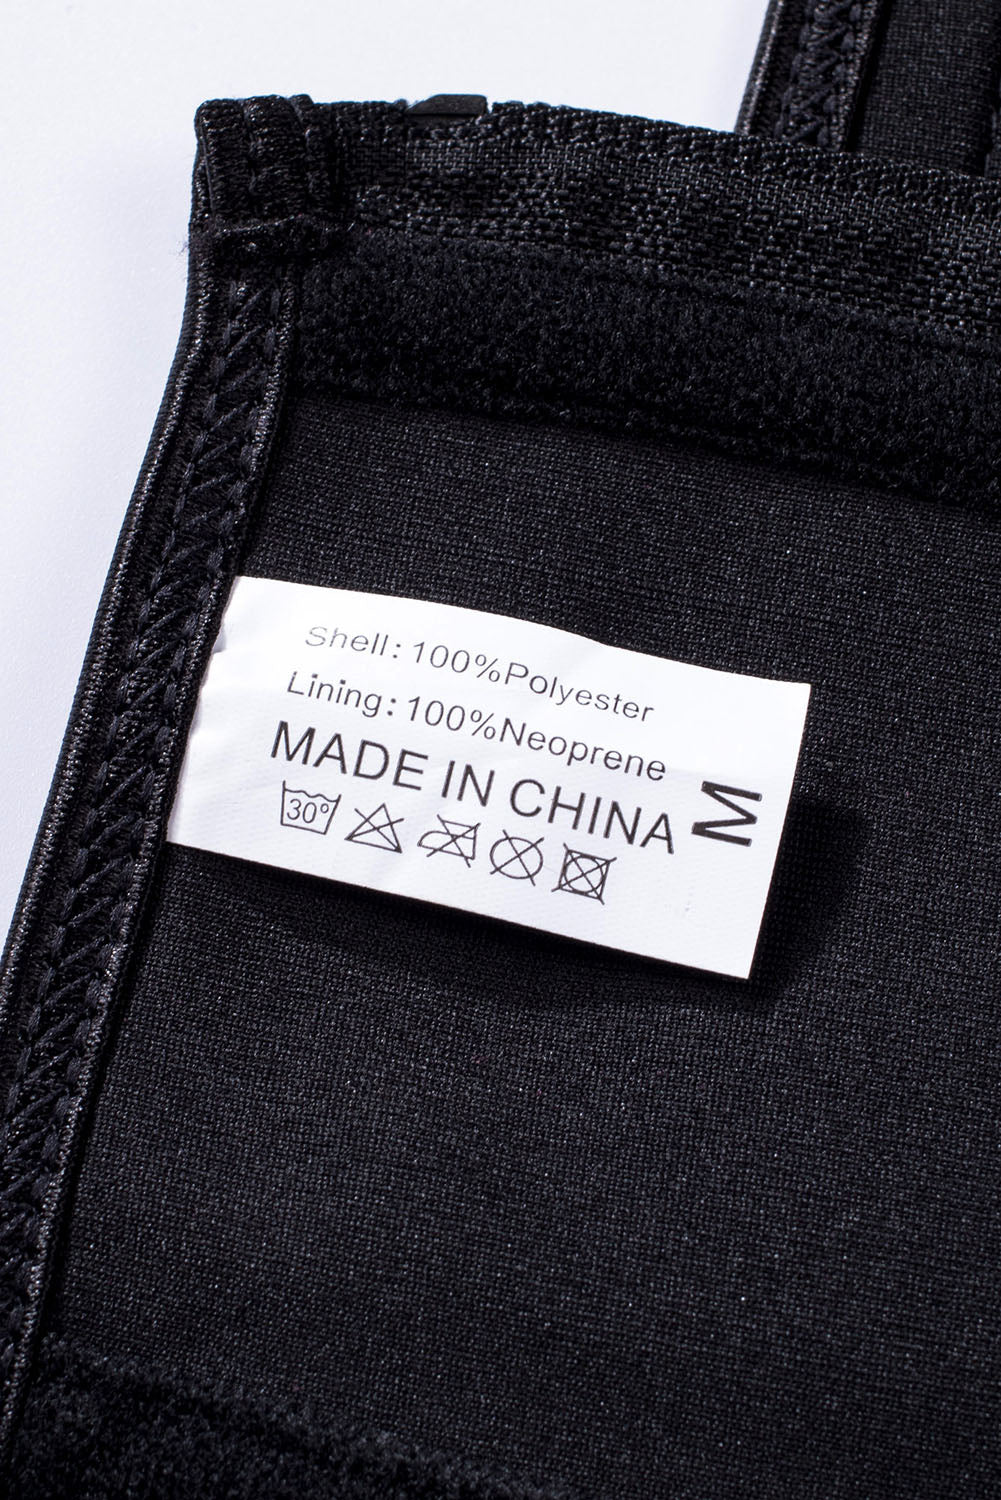 Shell:100%Polyester
Lining:100%Neoprene
MADE IN CHINA
M
30°